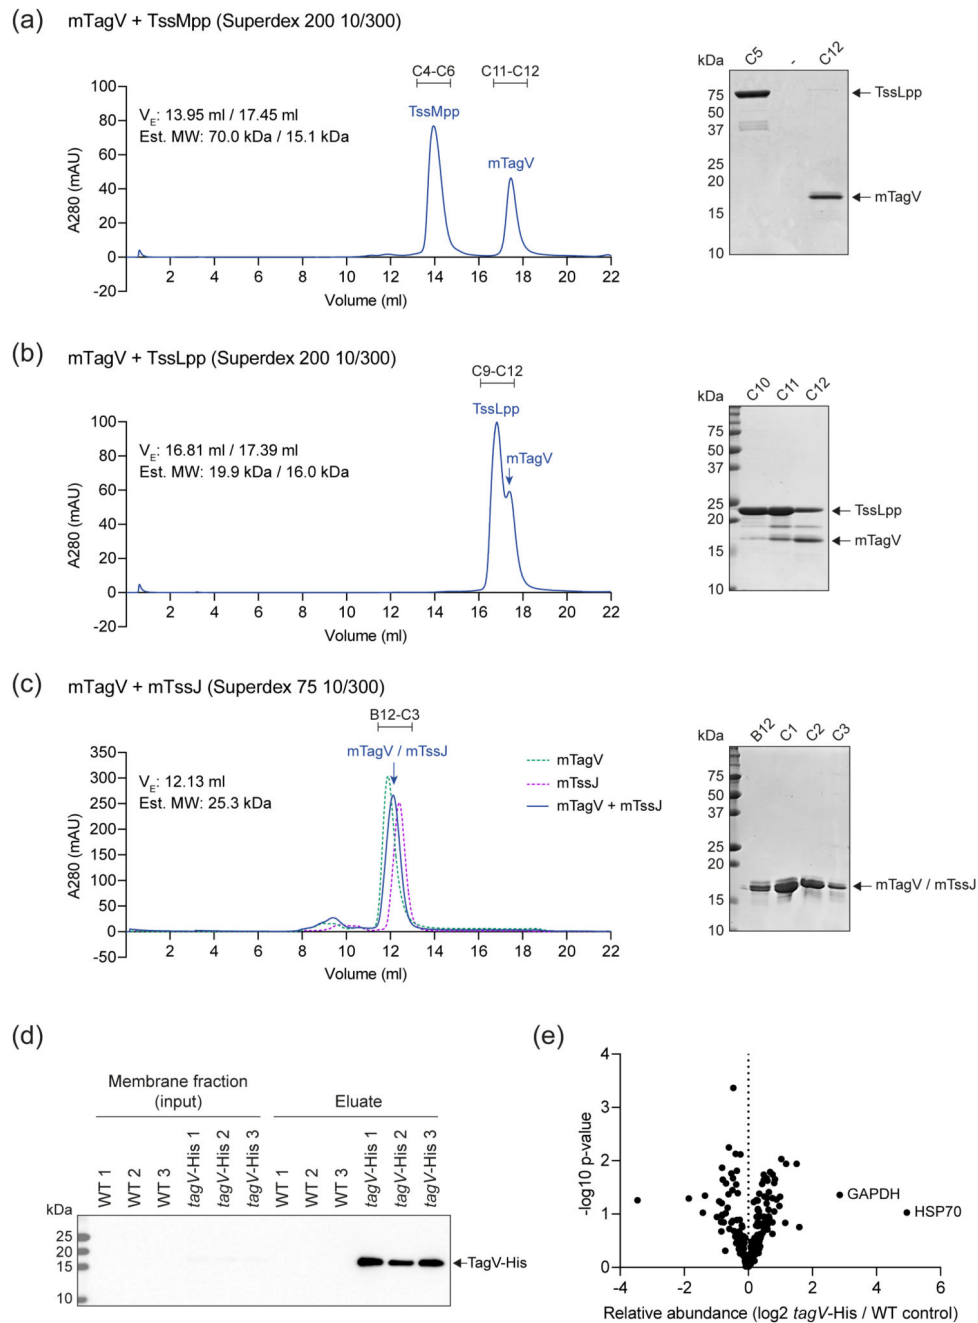 (a)
mTagV + TssMpp (Superdex 200 10/300)
C4-C6
C11-C12
100
80
60
40
20
0
-20
A280 (mAU)
VE: 13.95 ml / 17.45 ml
Est. MW: 70.0 kDa / 15.1 kDa
TssMpp
mTagV
2 4 6 8 10 12 14 16 18 20 22
Volume (ml)
kDa
C5 - C12
75
50
37
25
20
15
10
TssLpp
mTagV
(b)
mTagV + TssLpp (Superdex 200 10/300)
C9-C12
100
80
60
40
20
0
-20
A280 (mAU)
VE: 16.81 ml / 17.39 ml
Est. MW: 19.9 kDa / 16.0 kDa
TssLpp
mTagV
2 4 6 8 10 12 14 16 18 20 22
Volume (ml)
kDa
C10 C11 C12
75
50
37
25
20
15
10
TssLpp
mTagV
(c)
mTagV + mTssJ (Superdex 75 10/300)
B12-C3
350
300
250
200
150
100
50
0
-50
A280 (mAU)
VE: 12.13 ml
Est. MW: 25.3 kDa
mTagV / mTssJ
mTagV
mTssJ
mTagV + mTssJ
2 4 6 8 10 12 14 16 18 20 22
Volume (ml)
kDa
B12 C1 C2 C3
75
50
37
25
20
15
10
mTagV / mTssJ
(d)
Membrane fraction
(input)
Eluate
WT 1
WT 2
WT 3
tagV-His 1
tagV-His 2
tagV-His 3
WT 1
WT 2
WT 3
tagV-His 1
tagV-His 2
tagV-His 3
kDa
25
20
15
10
TagV-His
(e)
4
3
2
1
0
-log10 p-value
GAPDH
HSP70
-4 -2 0 2 4 6
Relative abundance (log2 tagV-His / WT control)